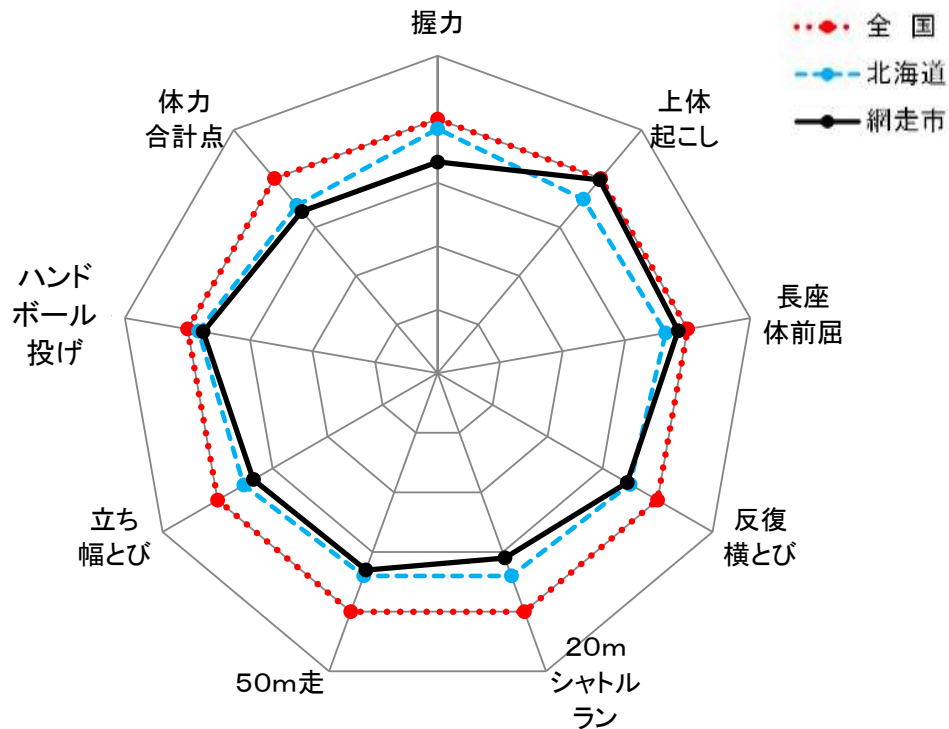 握力
上体
起こし
長座
体前屈
反復
横とび
20m
シャトル
ラン
50m走
立ち
幅とび
ハンド
ボール
投げ
体力
合計点
全 国
北海道
網走市